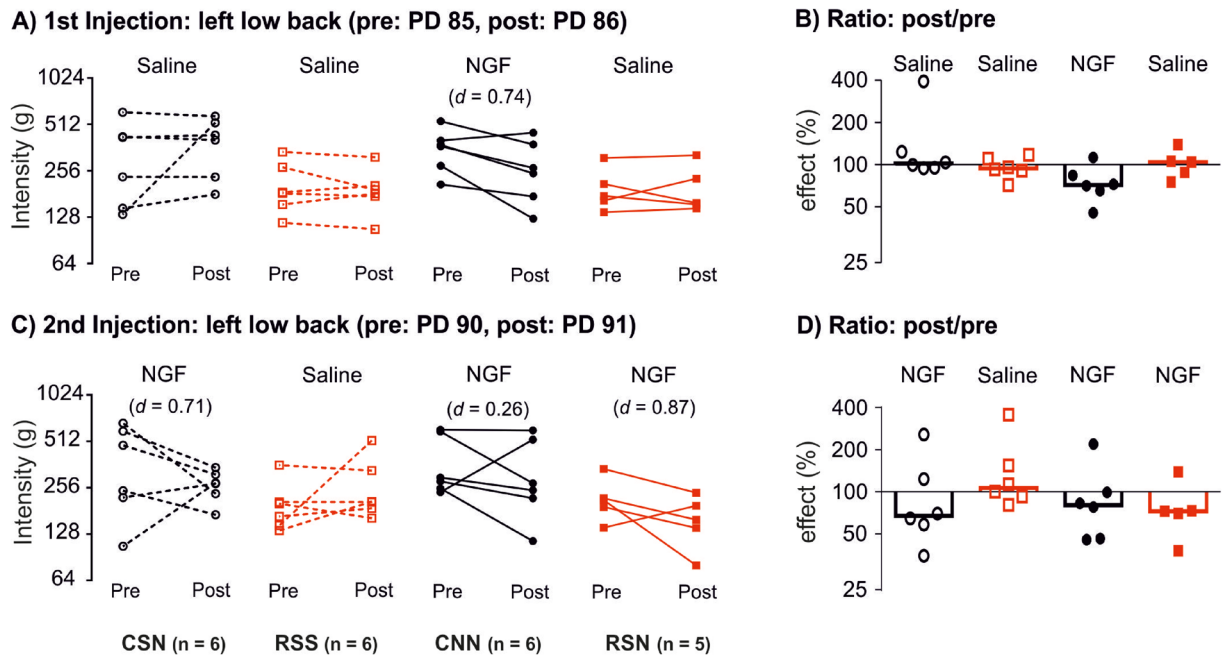 A) 1st Injection: left low back (pre: PD 85, post: PD 86)
Saline Saline NGF Saline
(d = 0.74)
Intensity (g)
1024
512
256
128
64
Pre Post Pre Post Pre Post Pre Post
B) Ratio: post/pre
Saline Saline NGF Saline
effect (%)
400
200
100
50
25
C) 2nd Injection: left low back (pre: PD 90, post: PD 91)
NGF Saline NGF NGF
(d = 0.71) (d = 0.26) (d = 0.87)
Intensity (g)
1024
512
256
128
64
Pre Post Pre Post Pre Post Pre Post
CSN (n = 6) RSS (n = 6) CNN (n = 6) RSN (n = 5)
D) Ratio: post/pre
NGF Saline NGF NGF
effect (%)
400
200
100
50
25